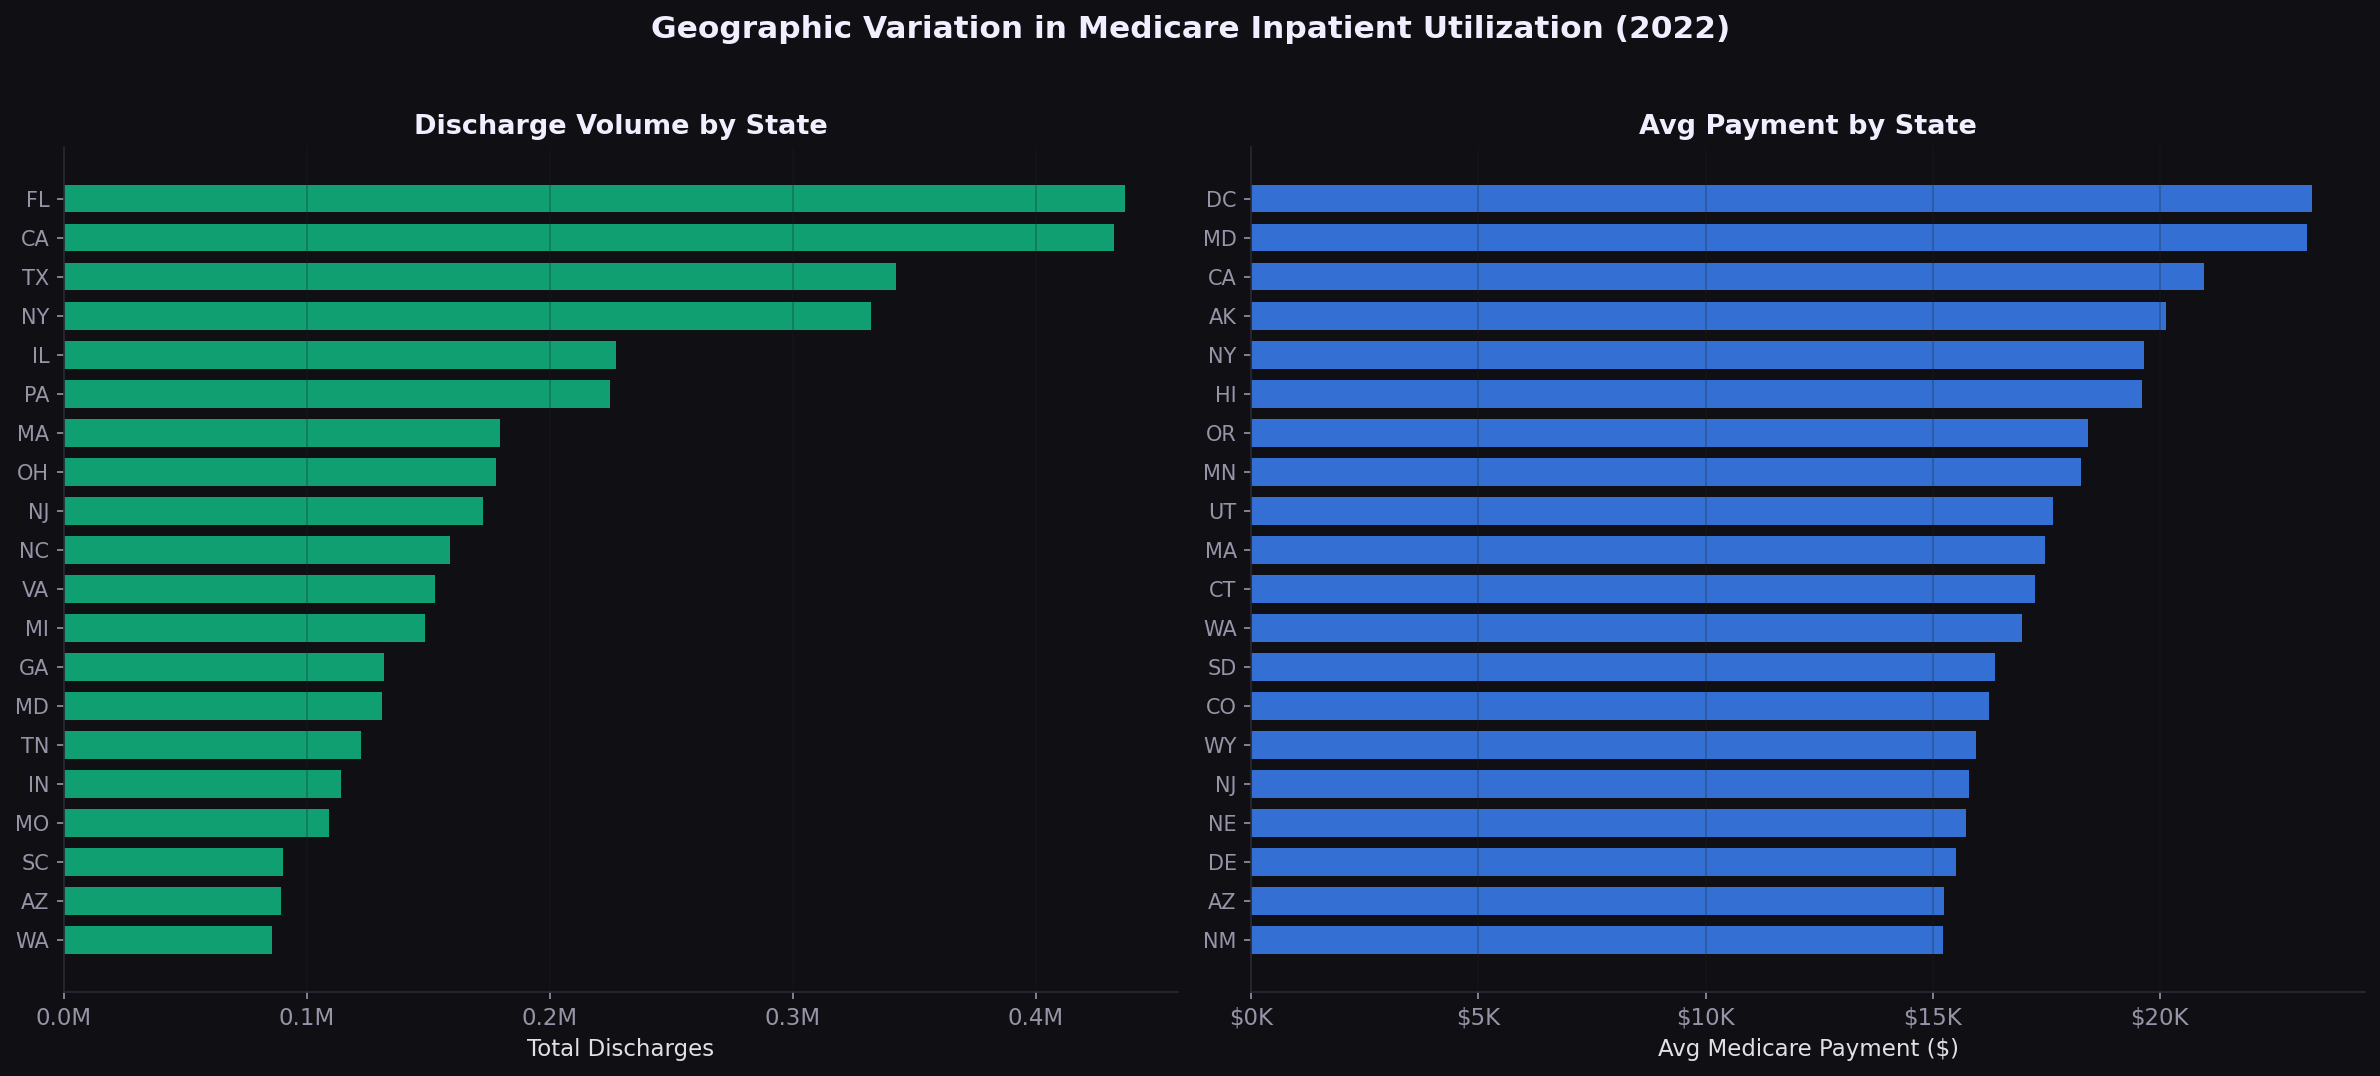 Geographic Variation in Medicare Inpatient Utilization (2022)
Discharge Volume by State
FL
CA
TX
NY
IL
PA
MA
OH
NJ
NC
VA
MI
GA
MD
TN
IN
MO
SC
AZ
WA
0.0M 0.1M 0.2M 0.3M 0.4M
Total Discharges
Avg Payment by State
DC
MD
CA
AK
NY
HI
OR
MN
UT
MA
CT
WA
SD
CO
WY
NJ
NE
DE
AZ
NM
$0K $5K $10K $15K $20K
Avg Medicare Payment ($)